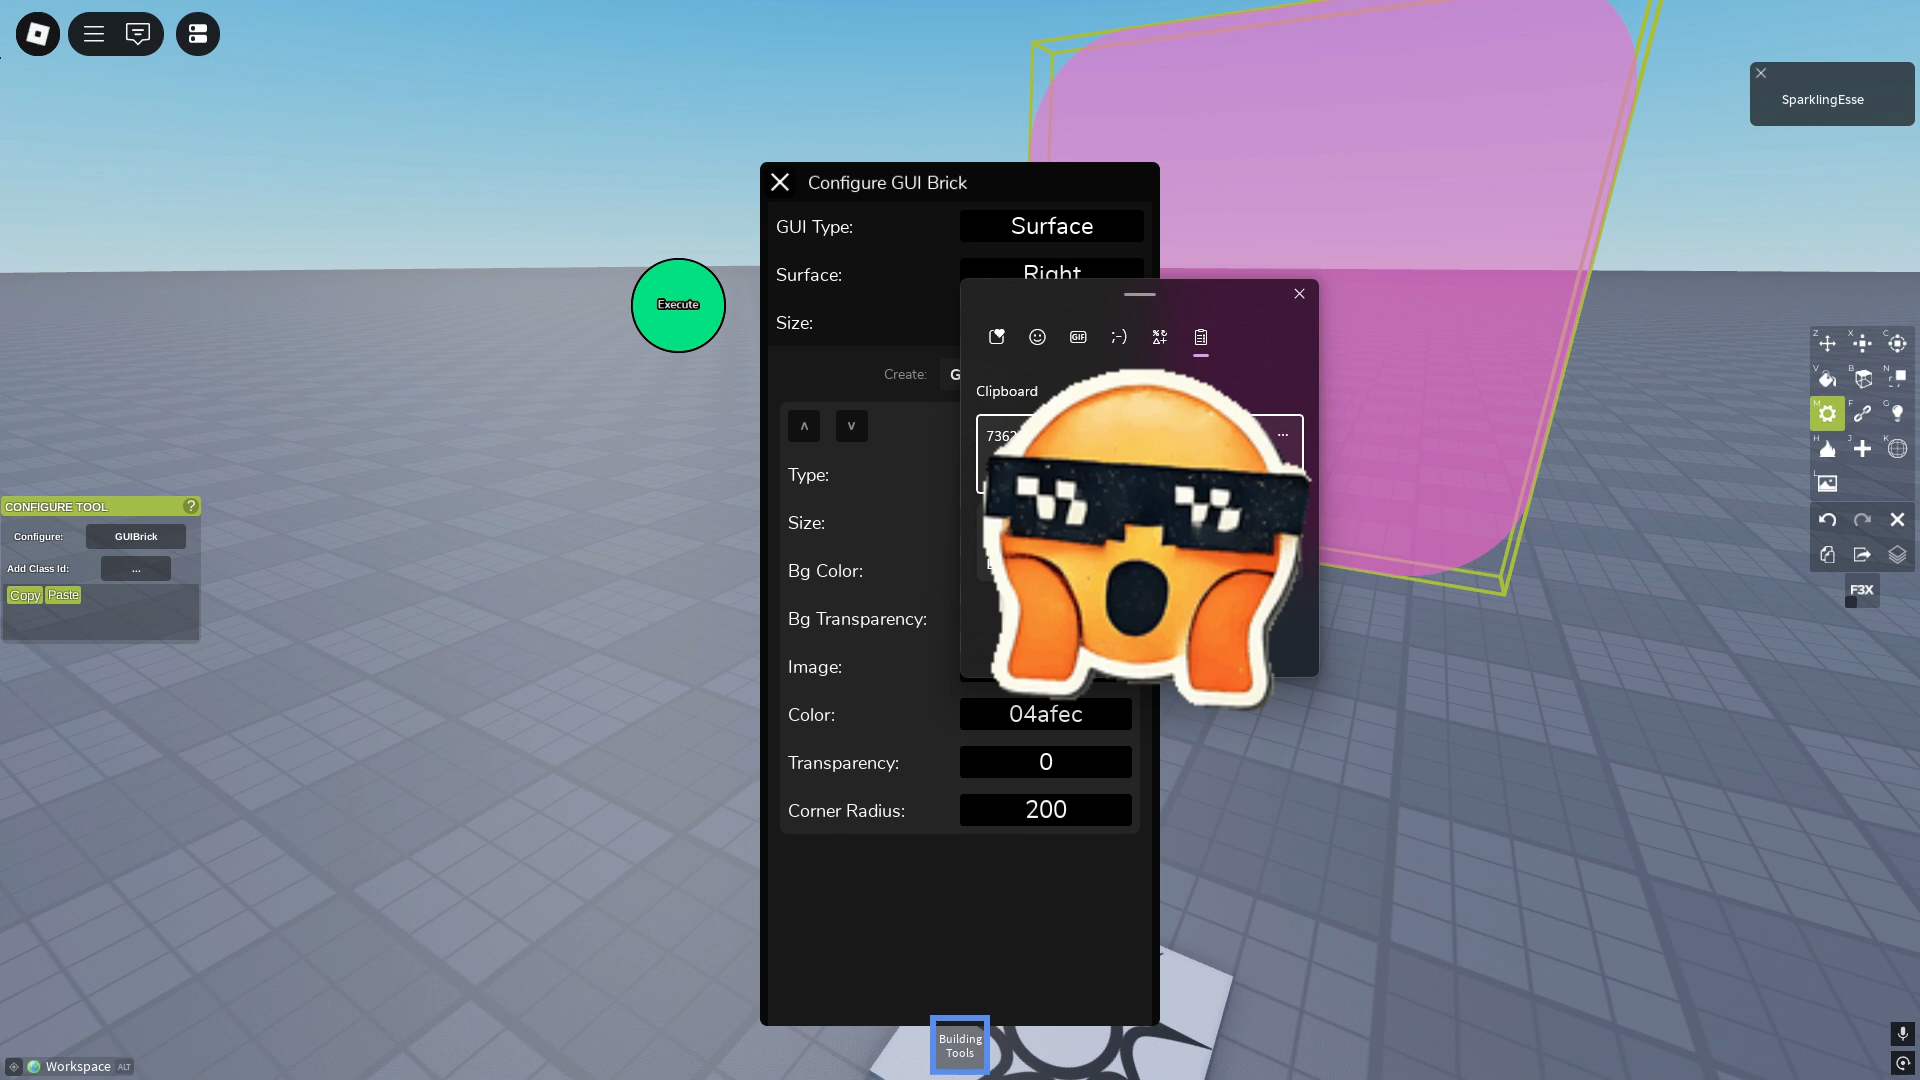 SparklingEsse
Configure GUI Brick
GUI Type:
Surface
Surface:
Right
Size:
Execute
GIF
;-)
Create:
G
Clipboard
7362
Z
X
C
V
B
N
M
F
G
H
J
K
L
F3X
∧
∨
Type:
Size:
Bg Color:
Bg Transparency:
Image:
Color:
04afec
Transparency:
0
Corner Radius:
200
CONFIGURE TOOL
?
Configure:
GUIBrick
Add Class Id:
...
Copy
Paste
Building
Tools
Workspace
ALT